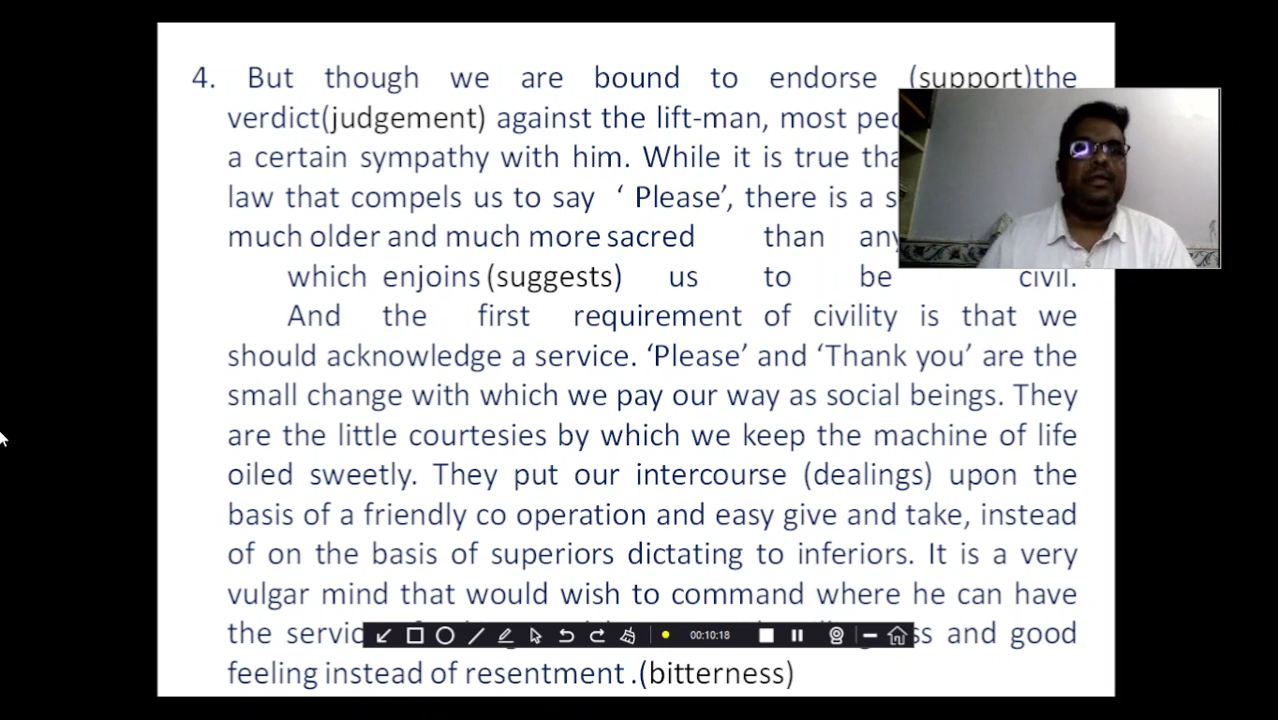 4. But though we are bound to endorse (support)the
verdict(judgement) against the lift-man, most
a certain sympathy with him. While it is true
law that compels us to say ‘ Please’, there is a
much older and much more sacred than
which enjoins (suggests) us to be civil.
And the first requirement of civility is that we
should acknowledge a service. ‘Please’ and ‘Thank you’ are the
small change with which we pay our way as social beings. They
are the little courtesies by which we keep the machine of life
oiled sweetly. They put our intercourse (dealings) upon the
basis of a friendly co operation and easy give and take, instead
of on the basis of superiors dictating to inferiors. It is a very
vulgar mind that would wish to command where he can have
the and good
00:10:18
feeling instead of resentment .(bitterness)